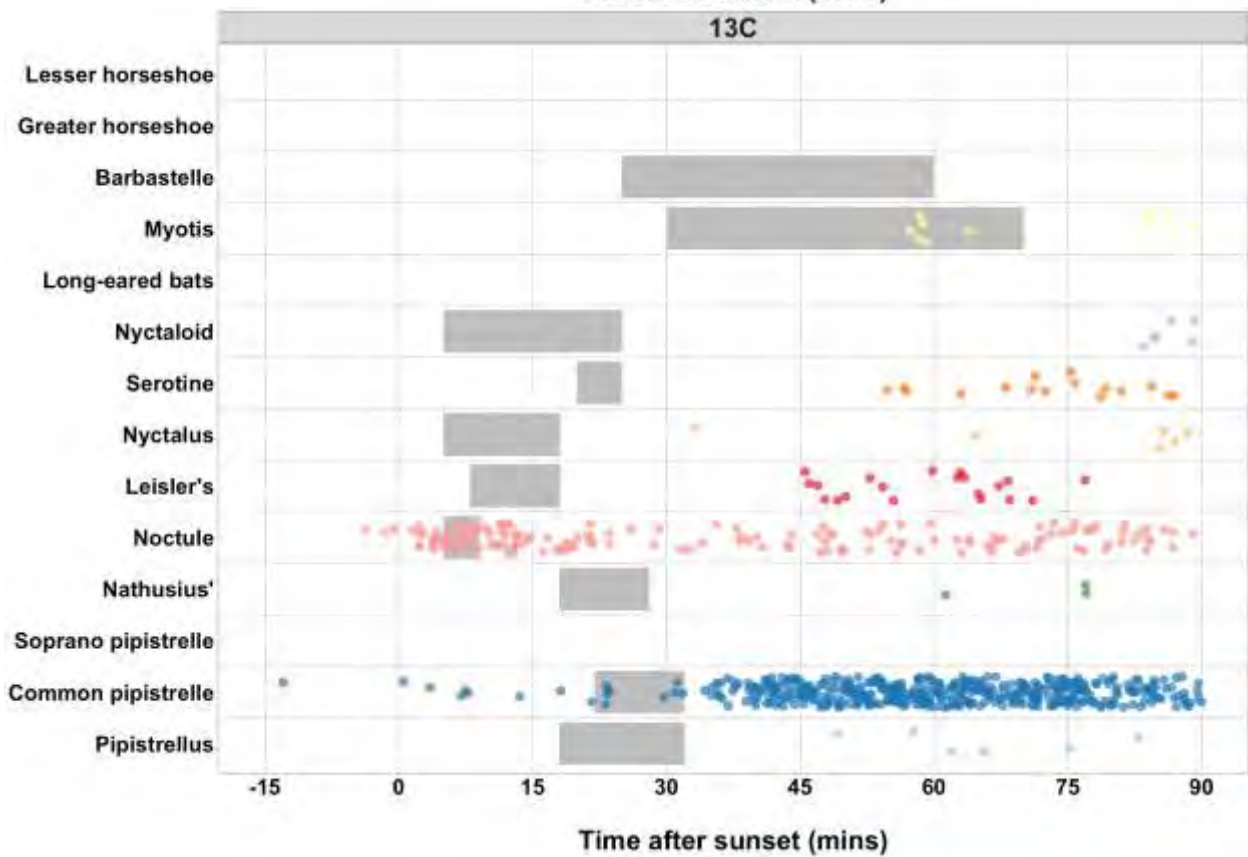 13C
Lesser horseshoe
Greater horseshoe
Barbastelle
Myotis
Long-eared bats
Nyctaloid
Serotine
Nyctalus
Leisler's
Noctule
Nathusius'
Soprano pipistrelle
Common pipistrelle
Pipistrellus
-15 0 15 30 45 60 75 90
Time after sunset (mins)